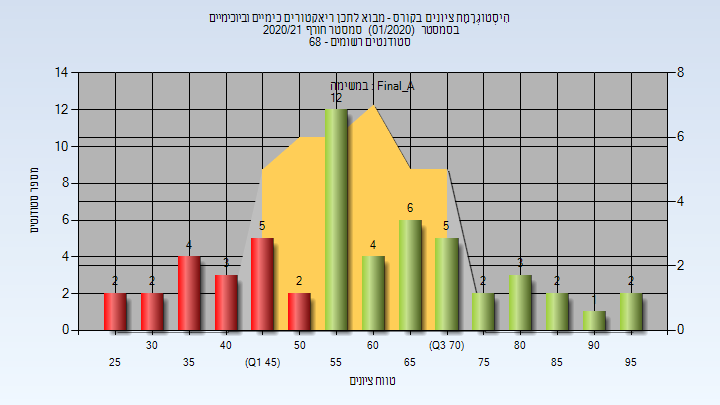 הִיסְטוֹגְרָמַת ציונים בקורס - מבוא לתכן ריאקטורים כימיים וביוכימיים
בסמסטר (01/2020) סמסטר חורף 2020/21
סטודנטים רשומים - 68
במשימה : Final_A
מספר סטודנטים
14 12 10 8 6 4 2 0
8 6 4 2 0
2 2 4 3 5 2 12 4 6 5 2 3 2 1 2
30 40 50 60 (Q3 70) 80 90
25 35 (Q1 45) 55 65 75 85 95
טווח ציונים